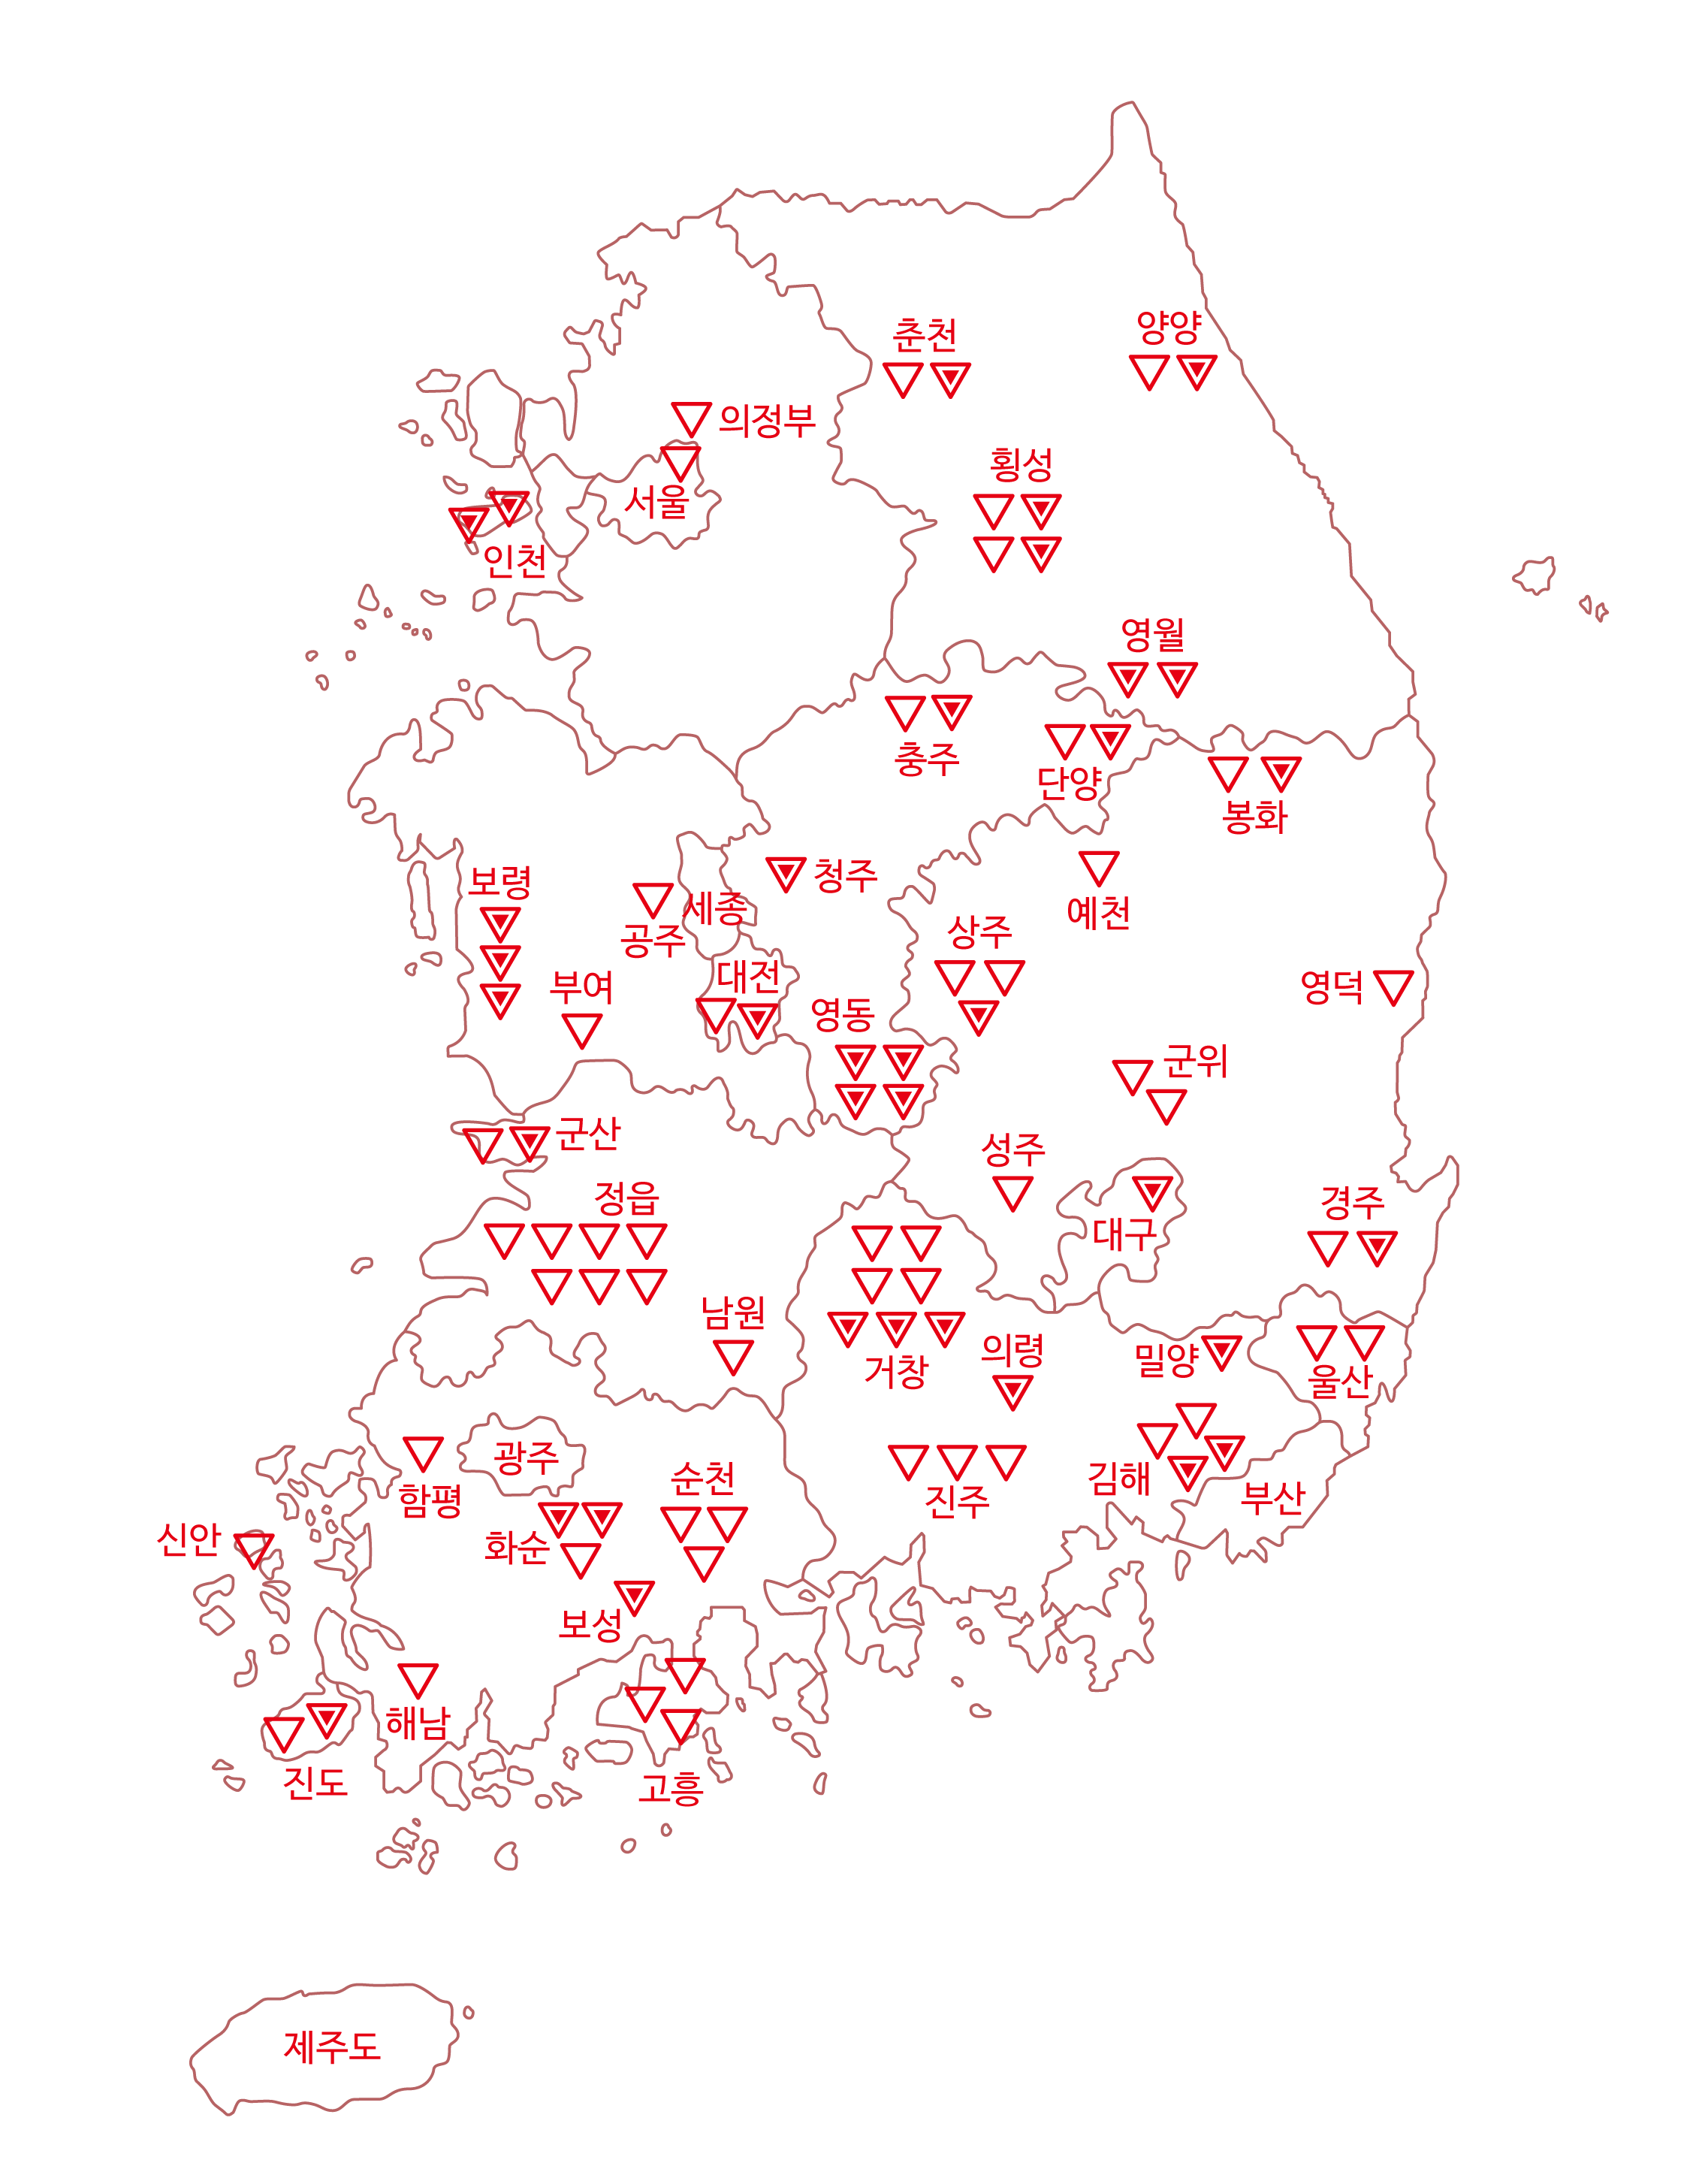 춘천
양양
의정부
횡성
서울
인천
영월
충주
단양
봉화
청주
보령
세종
예천
공주
상주
대전
부여
영덕
영동
군위
군산
성주
정읍
경주
대구
남원
의령
밀양
거창
울산
광주
순천
김해
함평
진주
부산
신안
화순
보성
해남
진도
고흥
제주도